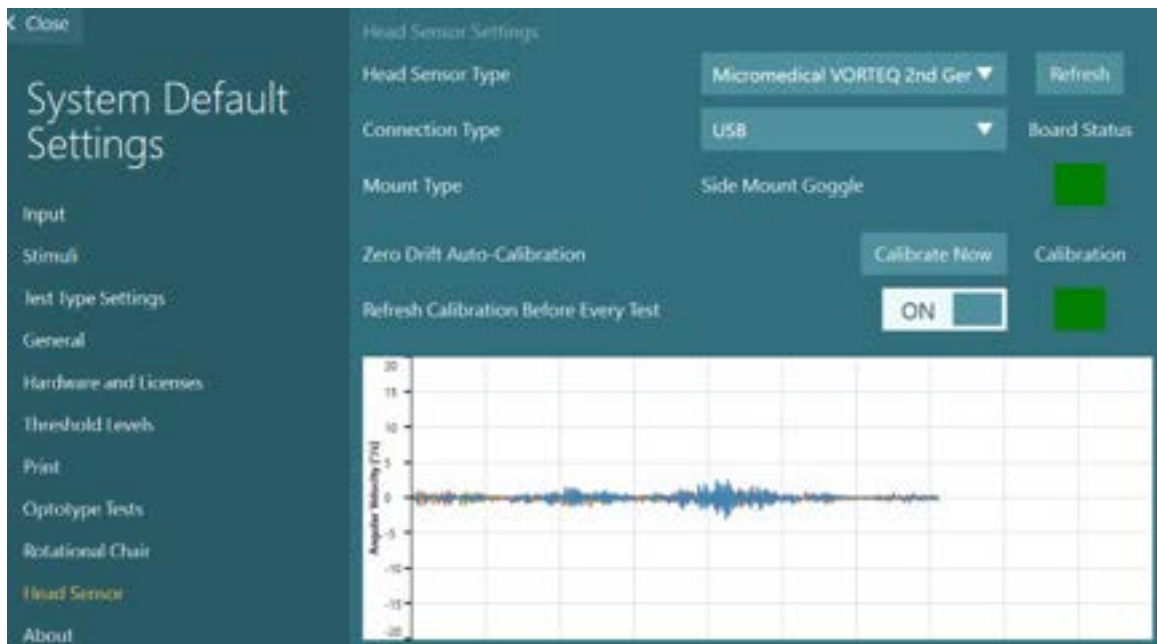 Close
System Default
Settings
Input
Stimuli
Test Type Settings
General
Hardware and Licenses
Threshold Levels
Print
Optotype Tests
Rotational Chair
Head Sensor
About
Head Sensor Settings
Head Sensor Type
Micromedical VORTEQ 2nd Ger
Refresh
Connection Type
USB
Board Status
Mount Type
Side Mount Goggle
Zero Drift Auto-Calibration
Calibrate Now
Calibration
Refresh Calibration Before Every Test
ON
Angular Velocity [°/s]
20
15
10
5
0
-5
-10
-15
-20